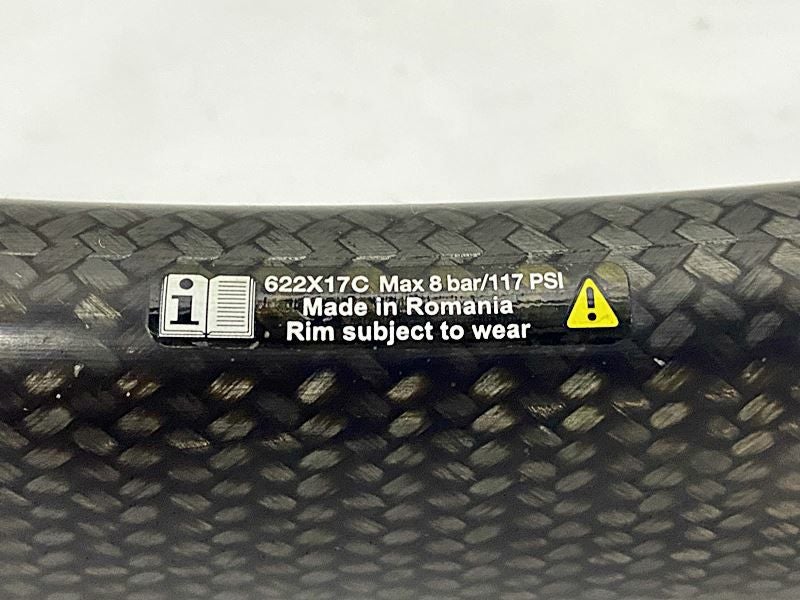 622X17C Max 8 bar/117 PSI
Made in Romania
Rim subject to wear